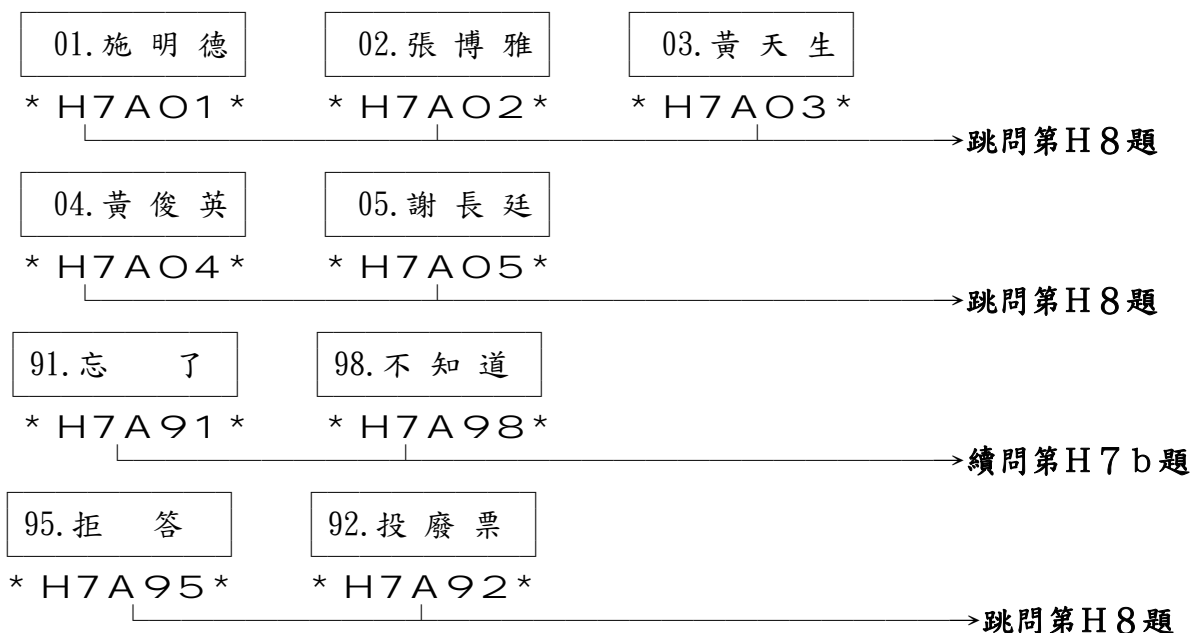 01.施明德 02.張博雅 03.黃天生
*H7A01* *H7A02* *H7A03*
→跳問第H8題
04.黃俊英 05.謝長廷
*H7A04* *H7A05*
→跳問第H8題
91.忘 了 98.不知道
*H7A91* *H7A98*
→續問第H7b題
95.拒 答 92.投廢票
*H7A95* *H7A92*
→跳問第H8題